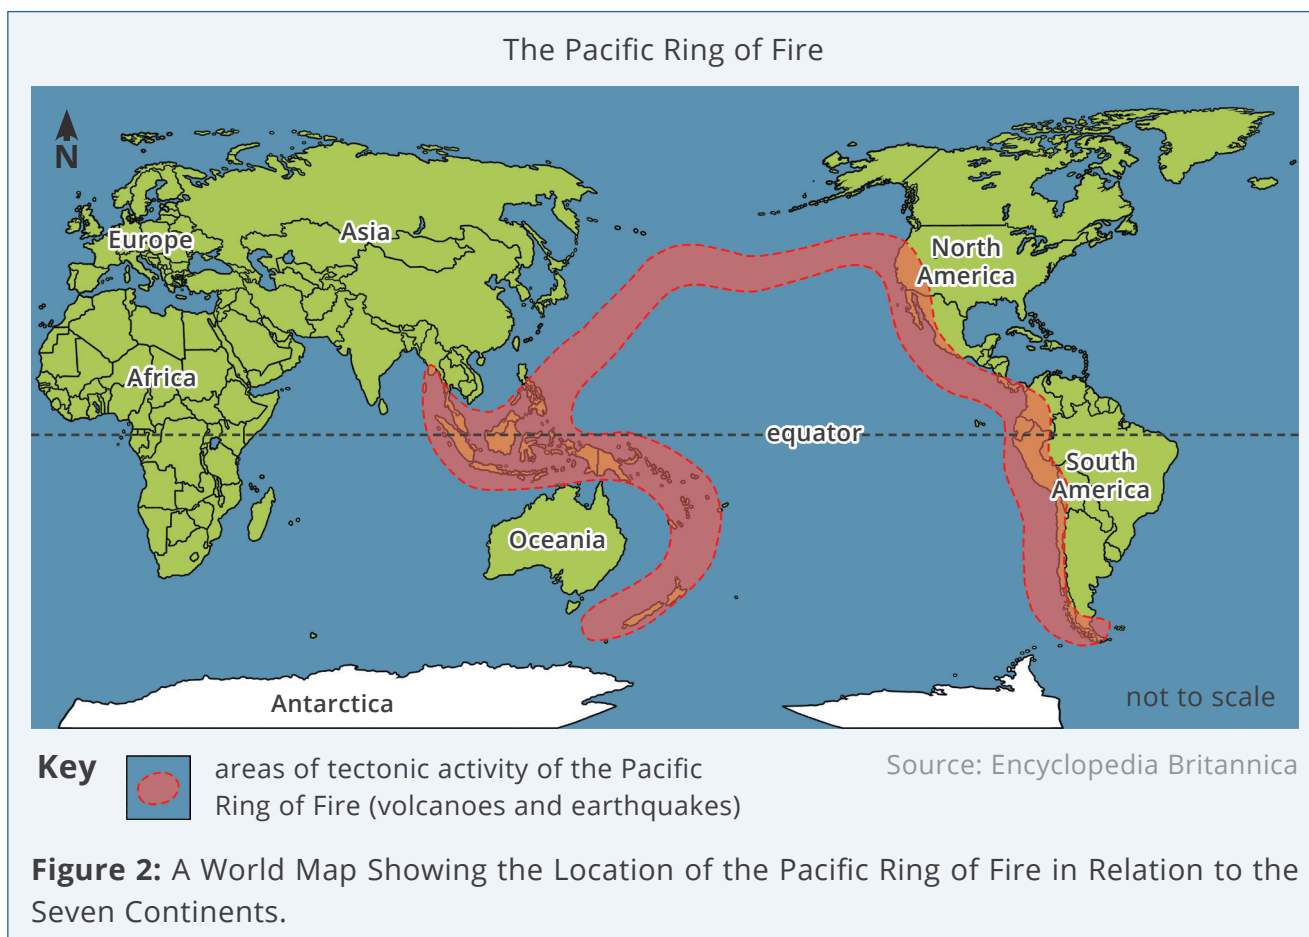 The Pacific Ring of Fire
N
Europe
Asia
North
America
Africa
equator
South
America
Oceania
Antarctica
not to scale
Key
areas of tectonic activity of the Pacific
Ring of Fire (volcanoes and earthquakes)
Source: Encyclopedia Britannica
Figure 2: A World Map Showing the Location of the Pacific Ring of Fire in Relation to the
Seven Continents.